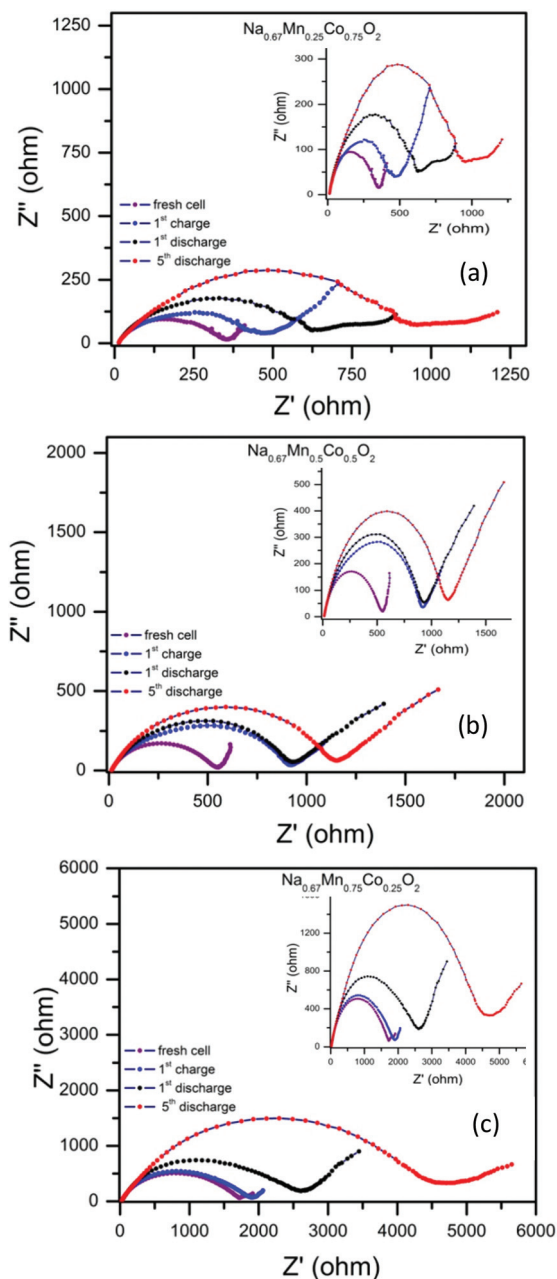 Na0.67Mn0.25Co0.75O2
1250
1000
750
500
250
0
Z'' (ohm)
300
200
100
0
Z'' (ohm)
0 500 1000
Z' (ohm)
fresh cell
1st charge
1st discharge
5th discharge
(a)
0 250 500 750 1000 1250
Z' (ohm)
Na0.67Mn0.5Co0.5O2
2000
1500
1000
500
0
Z'' (ohm)
500
400
300
200
100
0
Z'' (ohm)
0 500 1000 1500
Z' (ohm)
fresh cell
1st charge
1st discharge
5th discharge
(b)
0 500 1000 1500 2000
Z' (ohm)
Na0.67Mn0.75Co0.25O2
6000
5000
4000
3000
2000
1000
0
Z'' (ohm)
1200
800
400
0
Z'' (ohm)
0 1000 2000 3000 4000 5000
Z' (ohm)
fresh cell
1st charge
1st discharge
5th discharge
(c)
0 1000 2000 3000 4000 5000 6000
Z' (ohm)